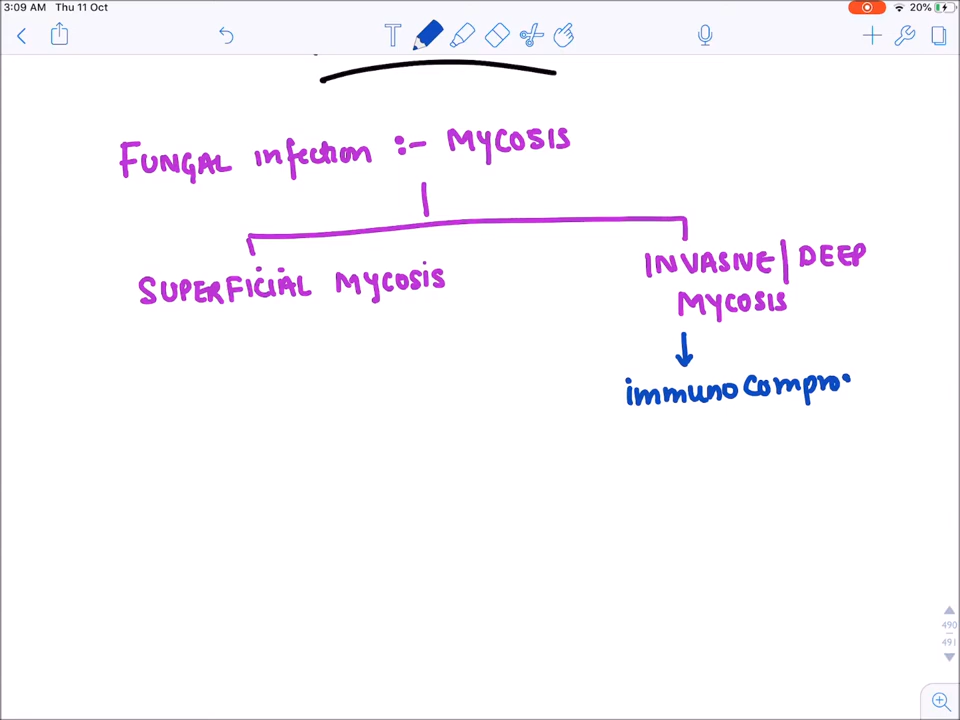 3:09 AM Thu 11 Oct
20%
T
FUNGAL infection :- MYCOSIS
SUPERFICIAL MYCOSIS
INVASIVE/DEEP
MYCOSIS
immunocompro
490
491